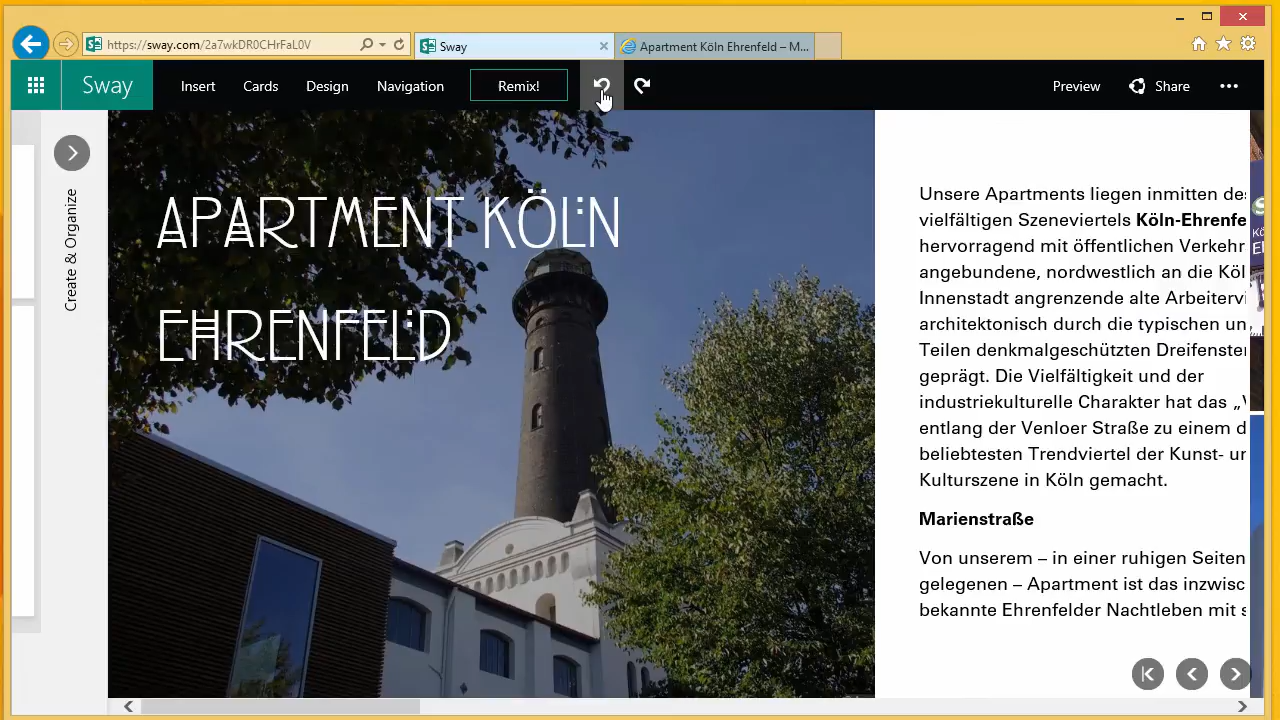 https://sway.com/2a7wkDR0CHrFaL0V
Sway
Apartment Köln Ehrenfeld – M...
Sway
Insert
Cards
Design
Navigation
Remix!
Preview
Share
Create & Organize
APARTMENT KÖLN
EHRENFELD
Unsere Apartments liegen inmitten des
vielfältigen Szeneviertels Köln-Ehrenfe
hervorragend mit öffentlichen Verkehr
angebundene, nordwestlich an die Köl
Innenstadt angrenzende alte Arbeitervi
architektonisch durch die typischen un
Teilen denkmalgeschützten Dreifenster
geprägt. Die Vielfältigkeit und der
industriekulturelle Charakter hat das „V
entlang der Venloer Straße zu einem d
beliebtesten Trendviertel der Kunst- ur
Kulturszene in Köln gemacht.
Marienstraße
Von unserem – in einer ruhigen Seiten
gelegenen – Apartment ist das inzwisc
bekannte Ehrenfelder Nachtleben mit s